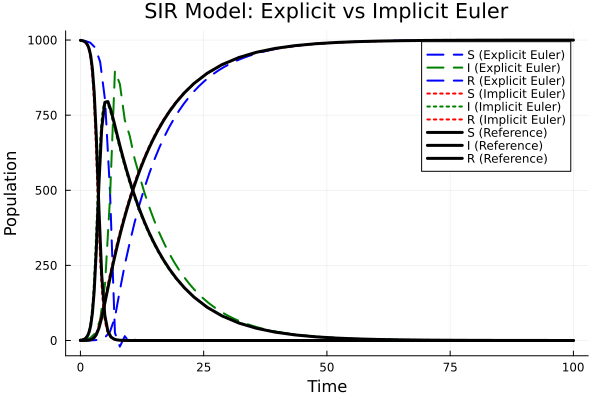 SIR Model: Explicit vs Implicit Euler
1000
750
500
250
0
Population
S (Explicit Euler)
I (Explicit Euler)
R (Explicit Euler)
S (Implicit Euler)
I (Implicit Euler)
R (Implicit Euler)
S (Reference)
I (Reference)
R (Reference)
0
25
50
75
100
Time